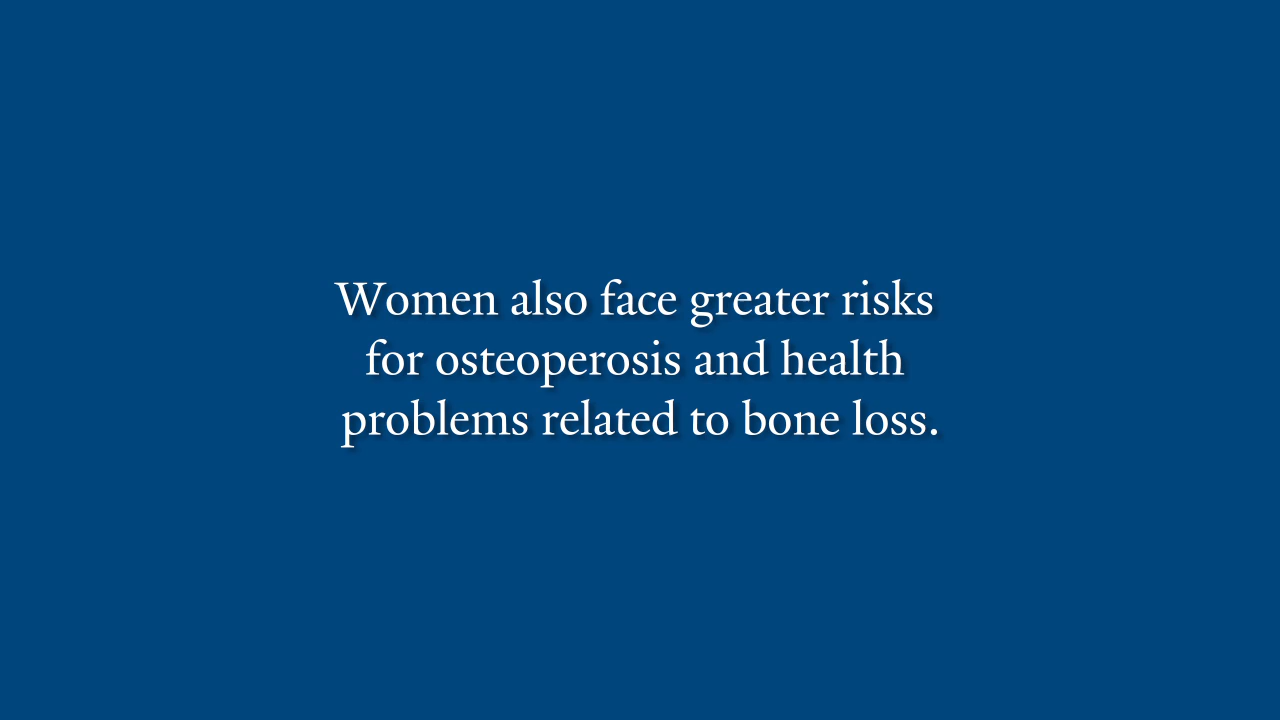 Women also face greater risks
for osteoperosis and health
problems related to bone loss.